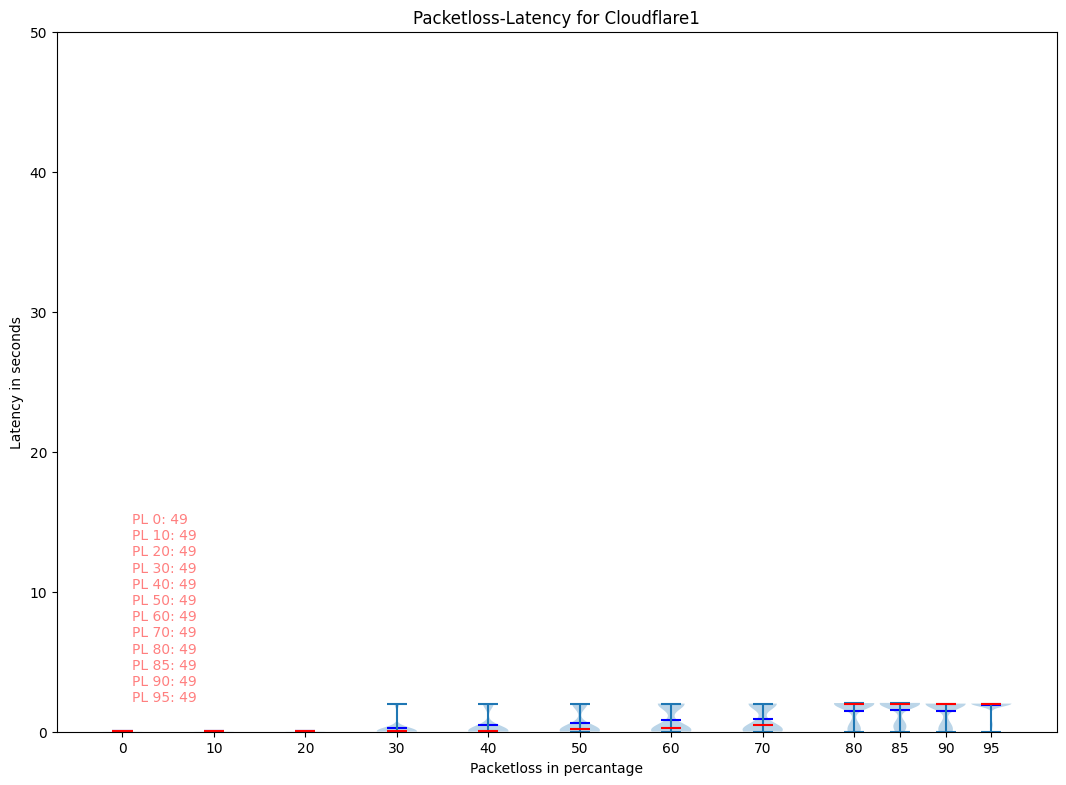 Packetloss-Latency for Cloudflare1
50
40
30
20
10
0
Latency in seconds
PL 0: 49
PL 10: 49
PL 20: 49
PL 30: 49
PL 40: 49
PL 50: 49
PL 60: 49
PL 70: 49
PL 80: 49
PL 85: 49
PL 90: 49
PL 95: 49
0 10 20 30 40 50 60 70 80 85 90 95
Packetloss in percantage